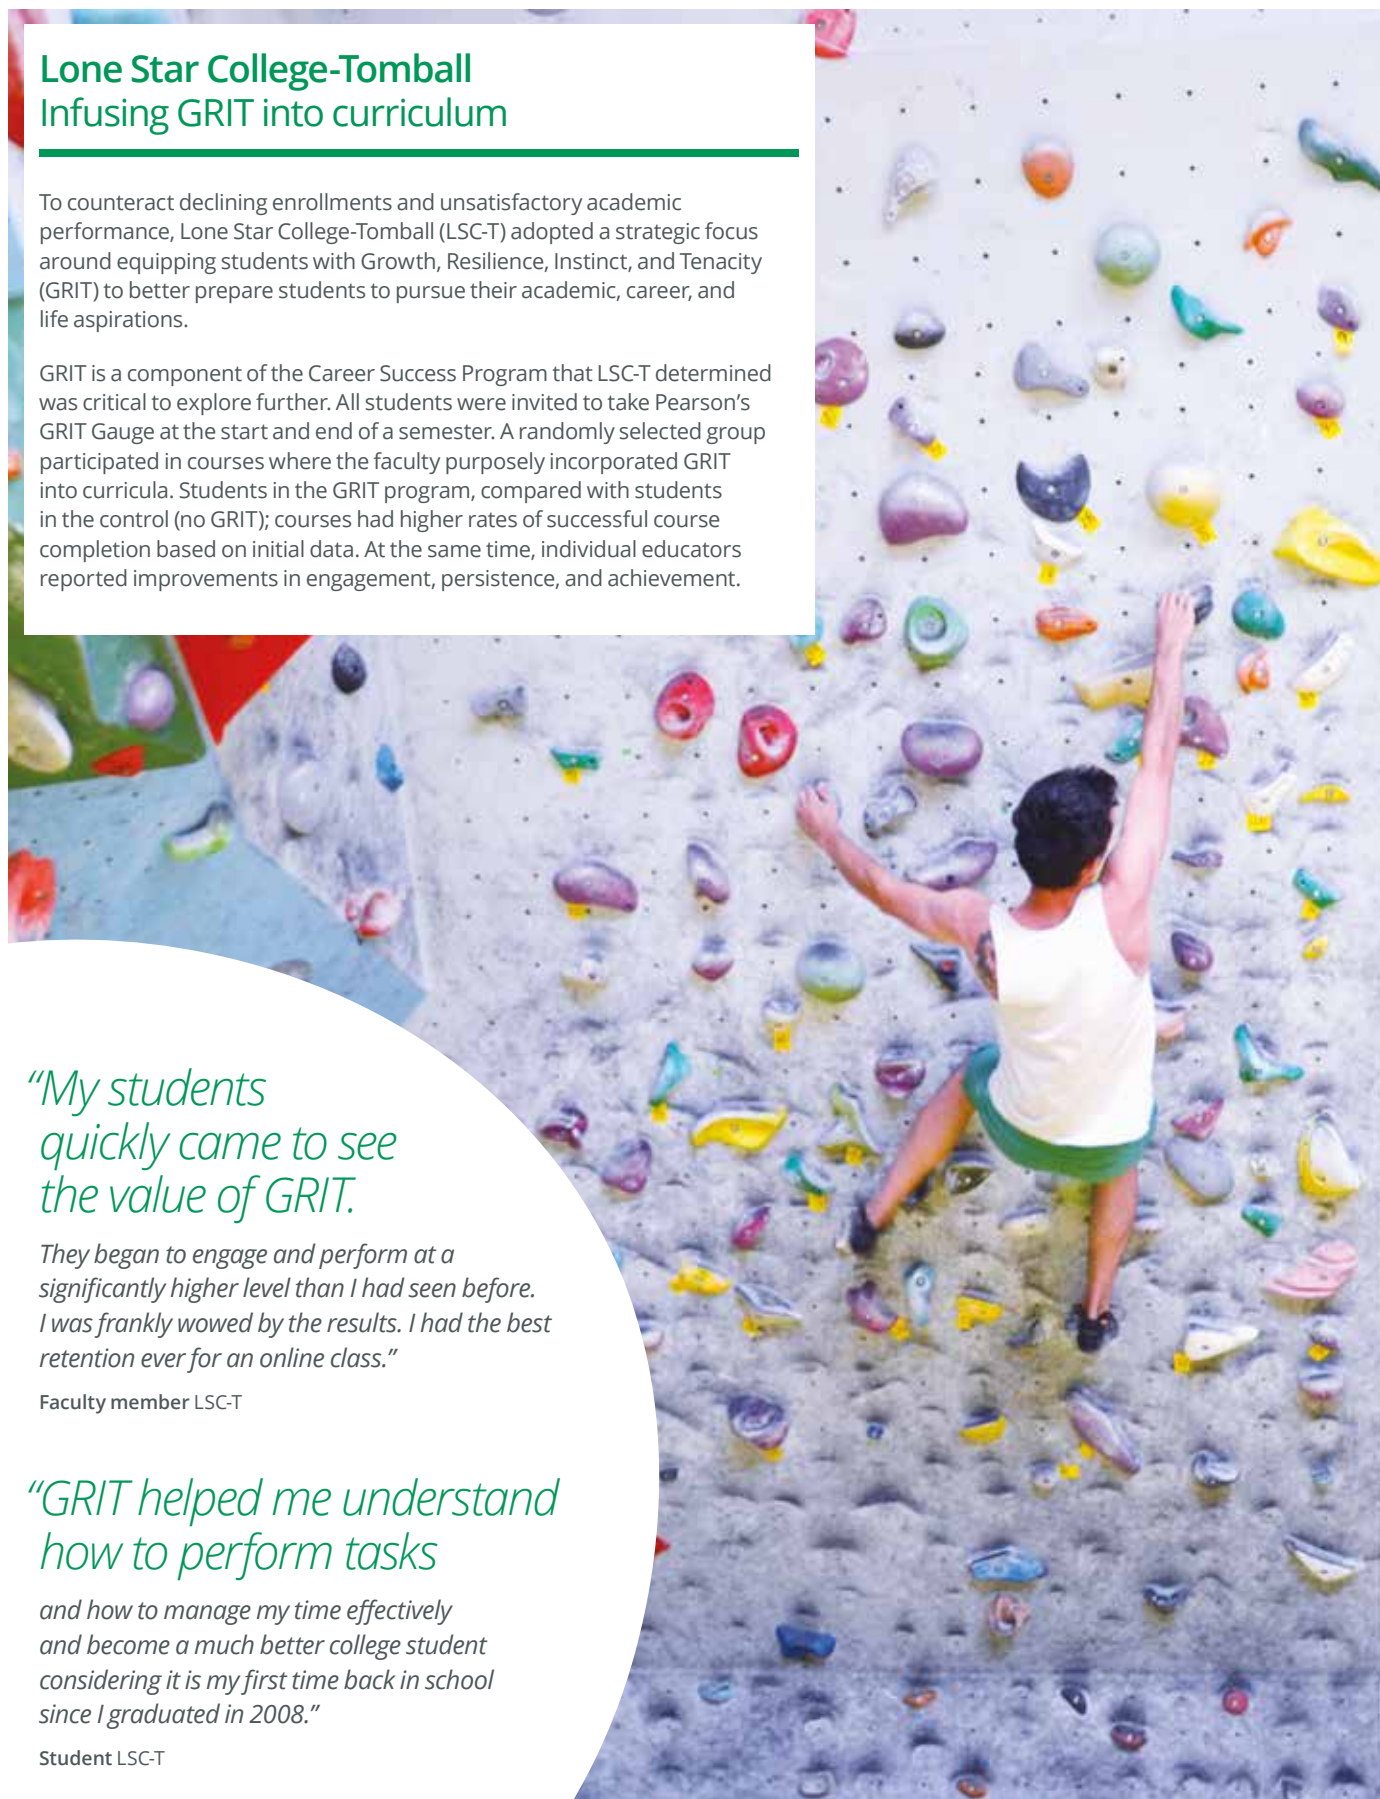 Lone Star College-Tomball
Infusing GRIT into curriculum
To counteract declining enrollments and unsatisfactory academic
performance, Lone Star College-Tomball (LSC-T) adopted a strategic focus
around equipping students with Growth, Resilience, Instinct, and Tenacity
(GRIT) to better prepare students to pursue their academic, career, and
life aspirations.
GRIT is a component of the Career Success Program that LSC-T determined
was critical to explore further. All students were invited to take Pearson’s
GRIT Gauge at the start and end of a semester. A randomly selected group
participated in courses where the faculty purposely incorporated GRIT
into curricula. Students in the GRIT program, compared with students
in the control (no GRIT); courses had higher rates of successful course
completion based on initial data. At the same time, individual educators
reported improvements in engagement, persistence, and achievement.
“My students
quickly came to see
the value of GRIT.
They began to engage and perform at a
significantly higher level than I had seen before.
I was frankly wowed by the results. I had the best
retention ever for an online class.”
Faculty member LSC-T
“GRIT helped me understand
how to perform tasks
and how to manage my time effectively
and become a much better college student
considering it is my first time back in school
since I graduated in 2008.”
Student LSC-T